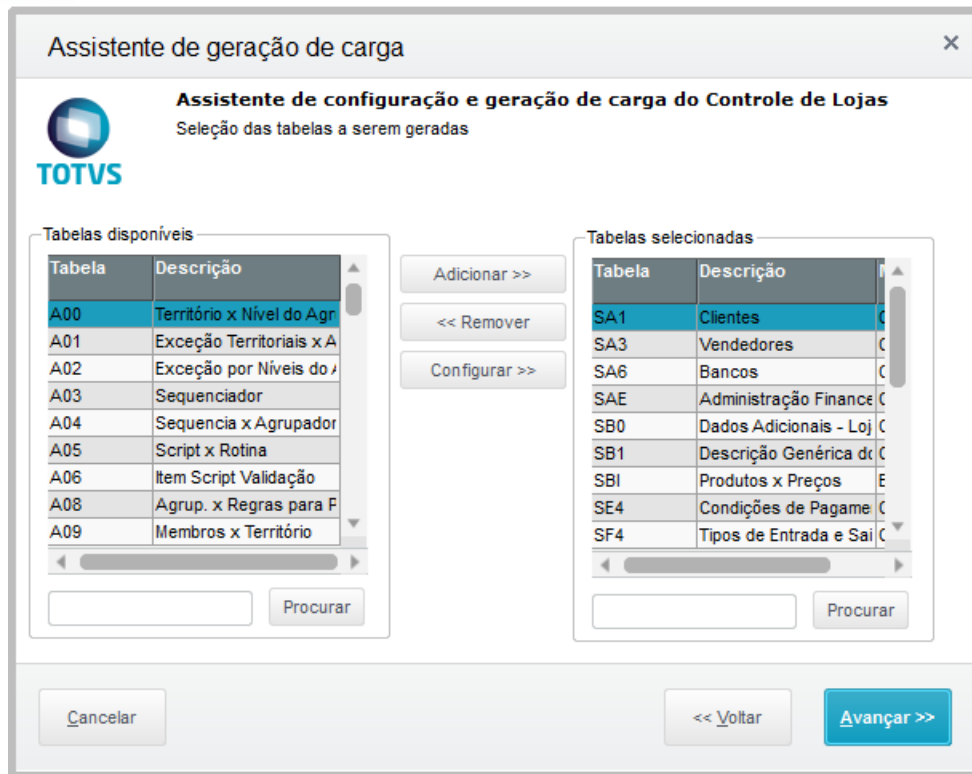 Assistente de geração de carga
Assistente de configuração e geração de carga do Controle de Lojas
Seleção das tabelas a serem geradas
TOTVS
Tabelas disponíveis
Tabela Descrição
A00 Território x Nível do Agr
A01 Exceção Territoriais x A
A02 Exceção por Níveis do
A03 Sequenciador
A04 Sequencia x Agrupador
A05 Script x Rotina
A06 Item Script Validação
A08 Agrup. x Regras para
A09 Membros x Território
Procurar
Adicionar >>
<< Remover
Configurar >>
Tabelas selecionadas
Tabela Descrição
SA1 Clientes
SA3 Vendedores
SA6 Bancos
SAE Administração Finance
SB0 Dados Adicionais - Loj
SB1 Descrição Genérica
SBI Produtos x Preços
SE4 Condições de Pagame
SF4 Tipos de Entrada e Sai
Procurar
Cancelar
<< Voltar
Avançar >>